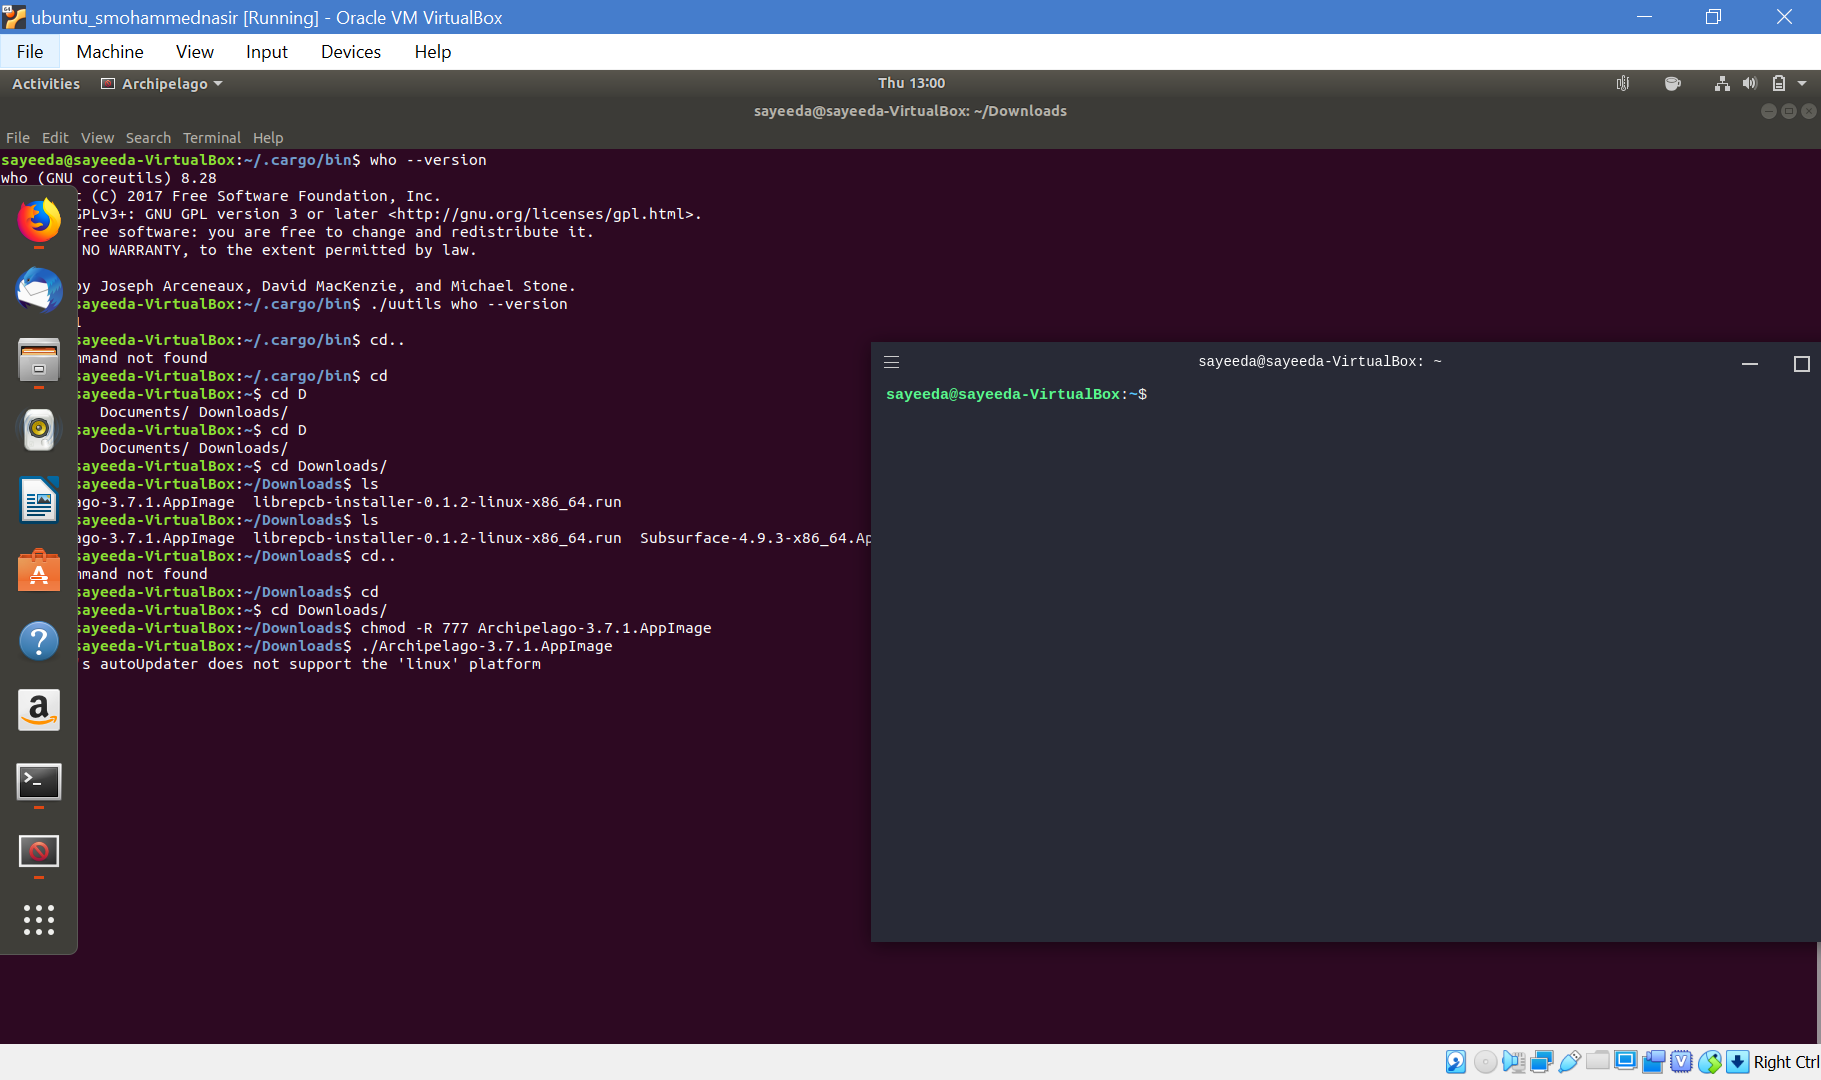 ubuntu_smohammednasir [Running] - Oracle VM VirtualBox
File Machine View Input Devices Help
Activities Archipelago Thu 13:00
sayeeda@sayeeda-VirtualBox: ~/Downloads
File Edit View Search Terminal Help
sayeeda@sayeeda-VirtualBox:~/.cargo/bin$ who --version
who (GNU coreutils) 8.28
t (C) 2017 Free Software Foundation, Inc.
GPLv3+: GNU GPL version 3 or later <http://gnu.org/licenses/gpl.html>.
free software: you are free to change and redistribute it.
NO WARRANTY, to the extent permitted by law.
by Joseph Arceneaux, David MacKenzie, and Michael Stone.
sayeeda-VirtualBox:~/.cargo/bin$ ./uutils who --version
1
sayeeda-VirtualBox:~/.cargo/bin$ cd..
mmand not found
sayeeda-VirtualBox:~/.cargo/bin$ cd
sayeeda-VirtualBox:~$ cd D
Documents/ Downloads/
sayeeda-VirtualBox:~$ cd D
Documents/ Downloads/
sayeeda-VirtualBox:~$ cd Downloads/
sayeeda-VirtualBox:~/Downloads$ ls
ago-3.7.1.AppImage librepcb-installer-0.1.2-linux-x86_64.run
sayeeda-VirtualBox:~/Downloads$ ls
ago-3.7.1.AppImage librepcb-installer-0.1.2-linux-x86_64.run Subsurface-4.9.3-x86_64.Ap
sayeeda-VirtualBox:~/Downloads$ cd..
mmand not found
sayeeda-VirtualBox:~/Downloads$ cd
sayeeda-VirtualBox:~$ cd Downloads/
sayeeda-VirtualBox:~/Downloads$ chmod -R 777 Archipelago-3.7.1.AppImage
sayeeda-VirtualBox:~/Downloads$ ./Archipelago-3.7.1.AppImage
's autoUpdater does not support the 'linux' platform
sayeeda@sayeeda-VirtualBox: ~
sayeeda@sayeeda-VirtualBox:~$
Right Ctrl